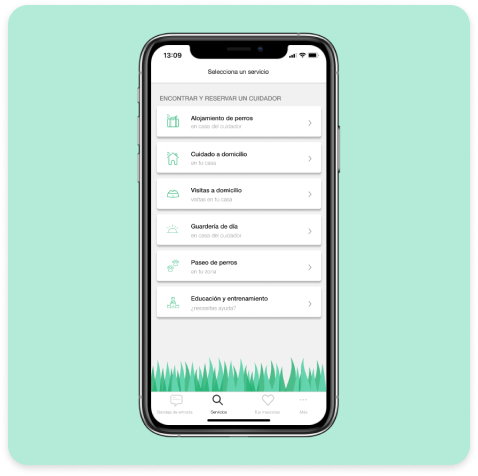 13:09
Selecciona un servicio
ENCONTRAR Y RESERVAR UN CUIDADOR
Alojamiento de perros
en casa del cuidador
Cuidado a domicilio
en tu casa
Visitas a domicilio
visitas en tu casa
Guardería de día
en casa del cuidador
Paseo de perros
en tu zona
Educación y entrenamiento
¿necesitas ayuda?
Bandeja de entrada
Servicios
Más